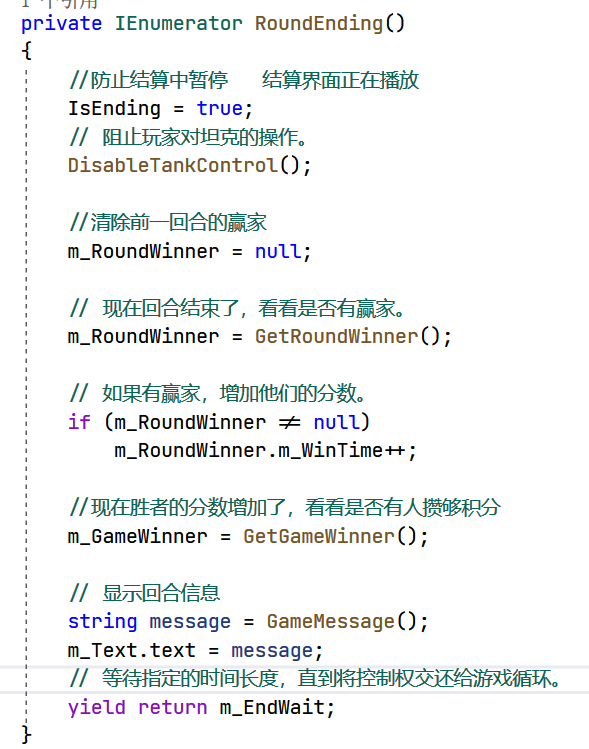 1 个引用
private IEnumerator RoundEnding()
{
//防止结算中暂停   结算界面正在播放
IsEnding = true;
// 阻止玩家对坦克的操作。
DisableTankControl();
//清除前一回合的赢家
m_RoundWinner = null;
// 现在回合结束了，看看是否有赢家。
m_RoundWinner = GetRoundWinner();
// 如果有赢家，增加他们的分数。
if (m_RoundWinner != null)
m_RoundWinner.m_WinTime++;
//现在胜者的分数增加了，看看是否有人攒够积分
m_GameWinner = GetGameWinner();
// 显示回合信息
string message = GameMessage();
m_Text.text = message;
// 等待指定的时间长度，直到将控制权交还给游戏循环。
yield return m_EndWait;
}